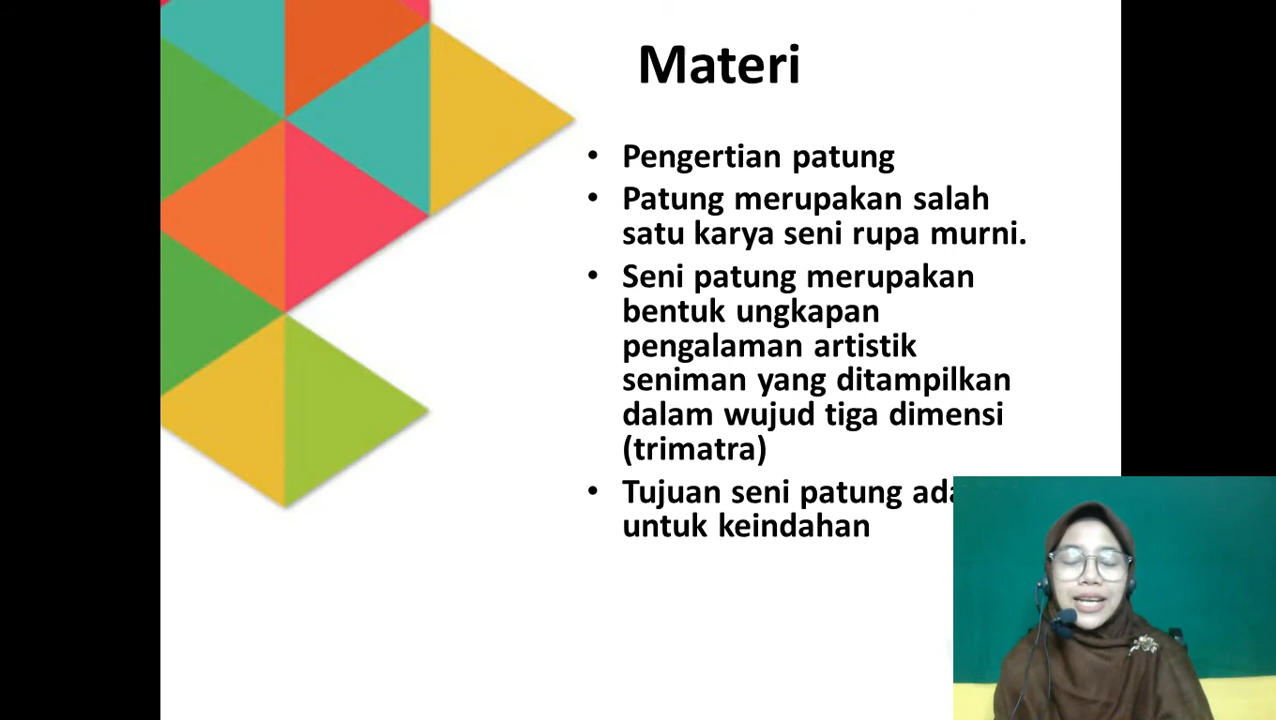 Materi
• Pengertian patung
• Patung merupakan salah
satu karya seni rupa murni.
• Seni patung merupakan
bentuk ungkapan
pengalaman artistik
seniman yang ditampilkan
dalam wujud tiga dimensi
(trimatra)
• Tujuan seni patung
untuk keindahan